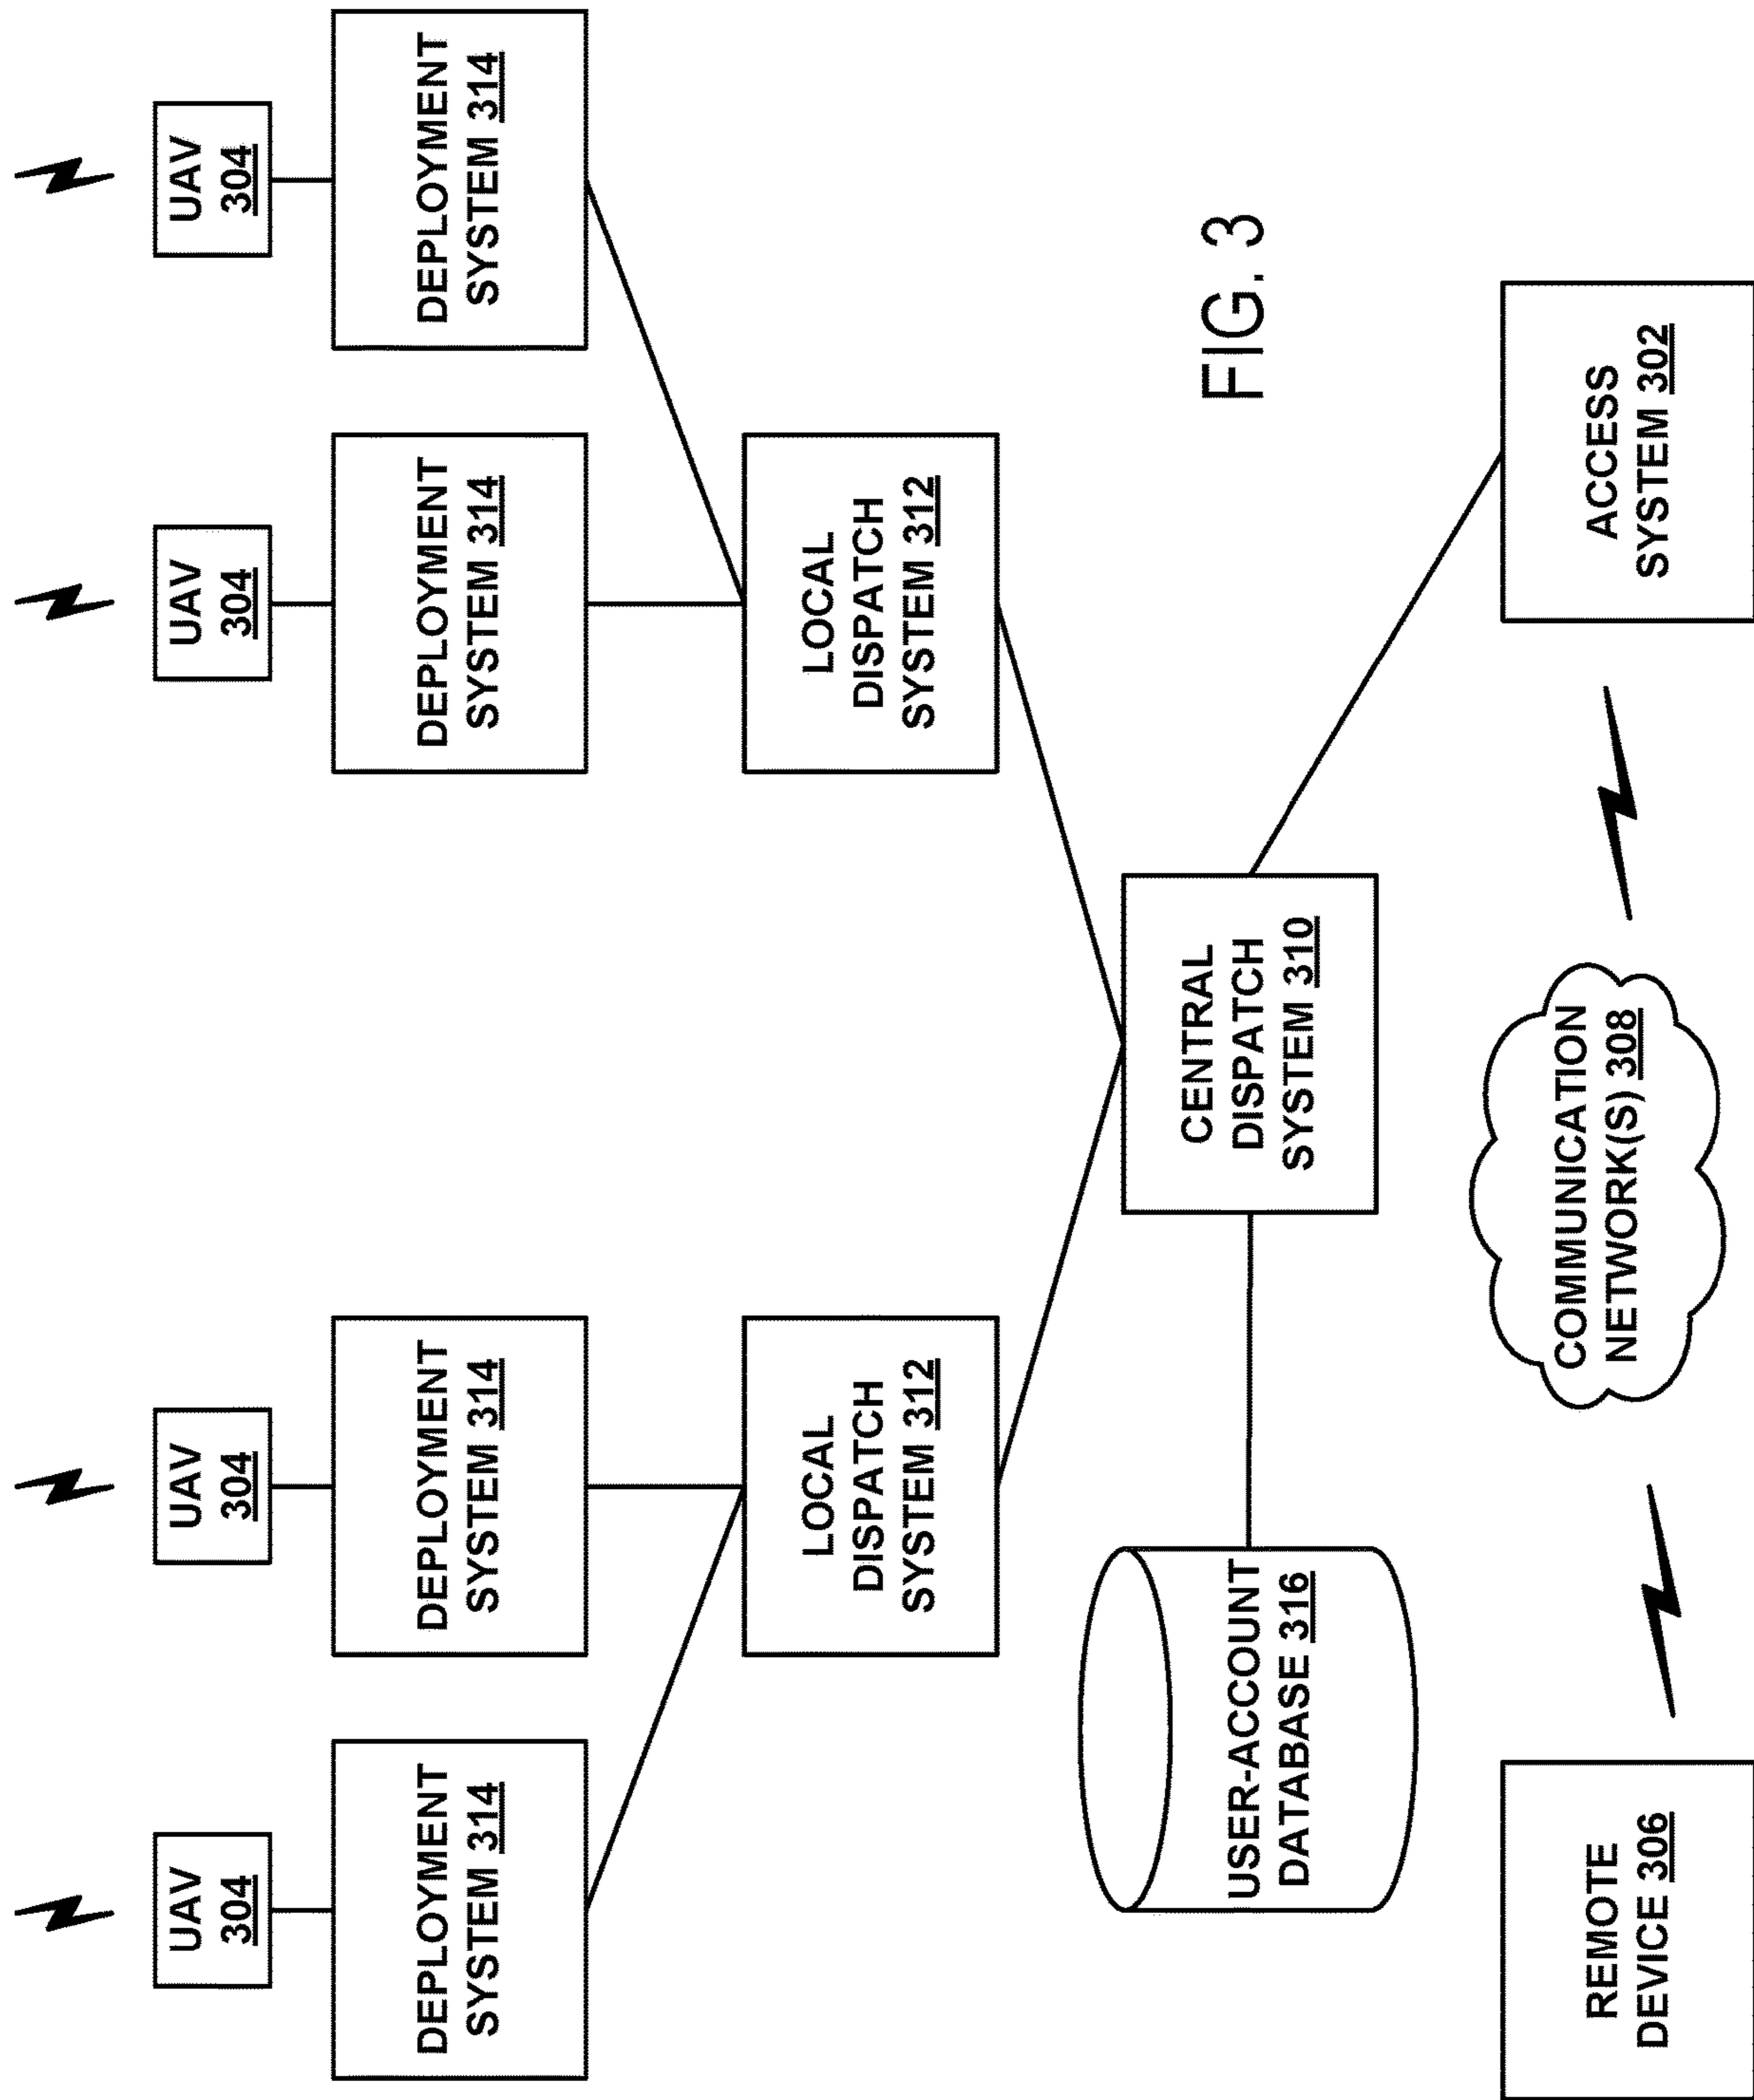 UAV
304
UAV
304
UAV
304
UAV
304
DEPLOYMENT
SYSTEM 314
DEPLOYMENT
SYSTEM 314
DEPLOYMENT
SYSTEM 314
DEPLOYMENT
SYSTEM 314
LOCAL
DISPATCH
SYSTEM 312
LOCAL
DISPATCH
SYSTEM 312
USER-ACCOUNT
DATABASE 316
CENTRAL
DISPATCH
SYSTEM 310
FIG. 3
REMOTE
DEVICE 306
COMMUNICATION
NETWORK(S) 308
ACCESS
SYSTEM 302